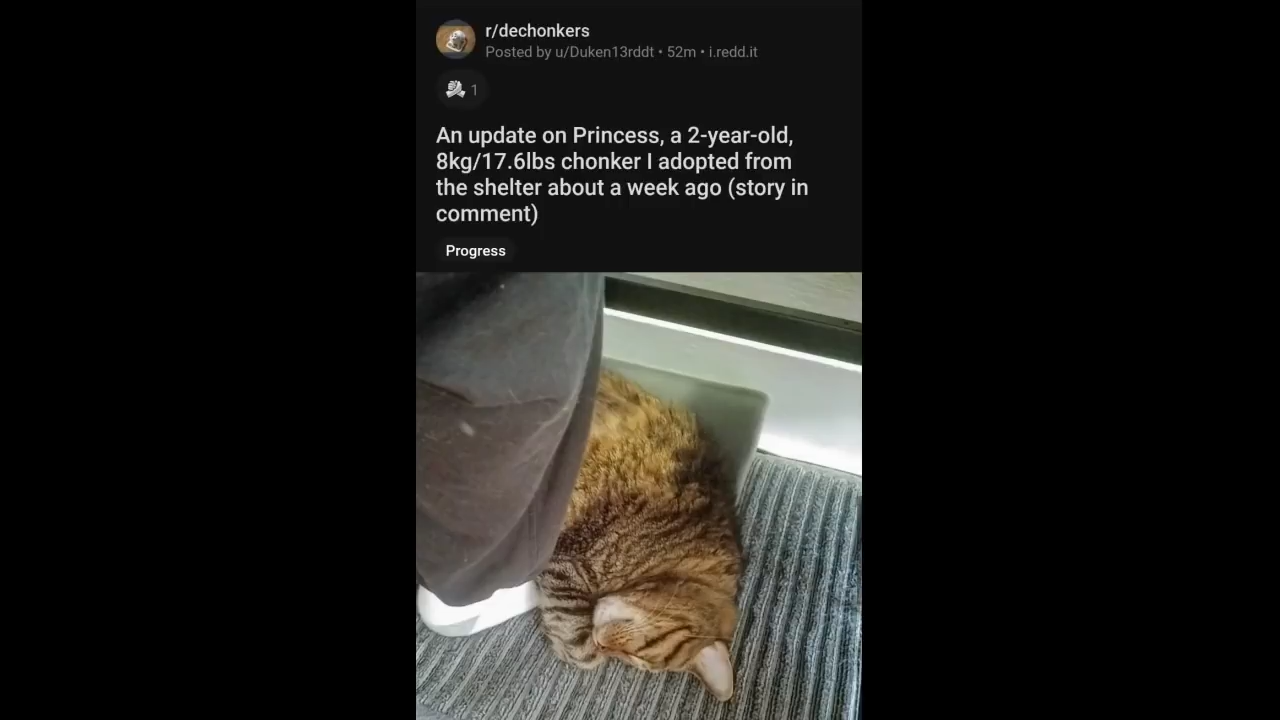 r/dechonkers
Posted by u/Duken13rddt • 52m • i.redd.it
1
An update on Princess, a 2-year-old,
8kg/17.6lbs chonker I adopted from
the shelter about a week ago (story in
comment)
Progress